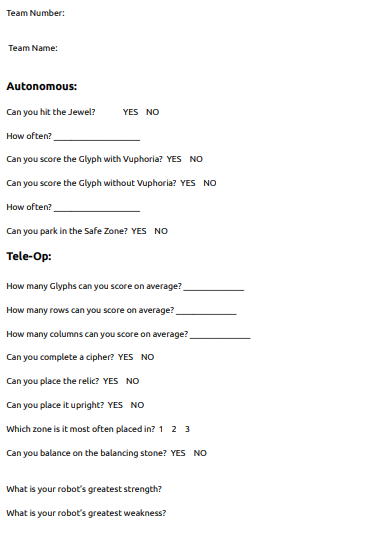 Team Number:
Team Name:
Autonomous:
Can you hit the Jewel? YES NO
How often? ____________________
Can you score the Glyph with Vuphoria? YES NO
Can you score the Glyph without Vuphoria? YES NO
How often? ____________________
Can you park in the Safe Zone? YES NO
Tele-Op:
How many Glyphs can you score on average? ______________
How many rows can you score on average? ______________
How many columns can you score on average? ______________
Can you complete a cipher? YES NO
Can you place the relic? YES NO
Can you place it upright? YES NO
Which zone is it most often placed in? 1 2 3
Can you balance on the balancing stone? YES NO
What is your robot's greatest strength?
What is your robot's greatest weakness?